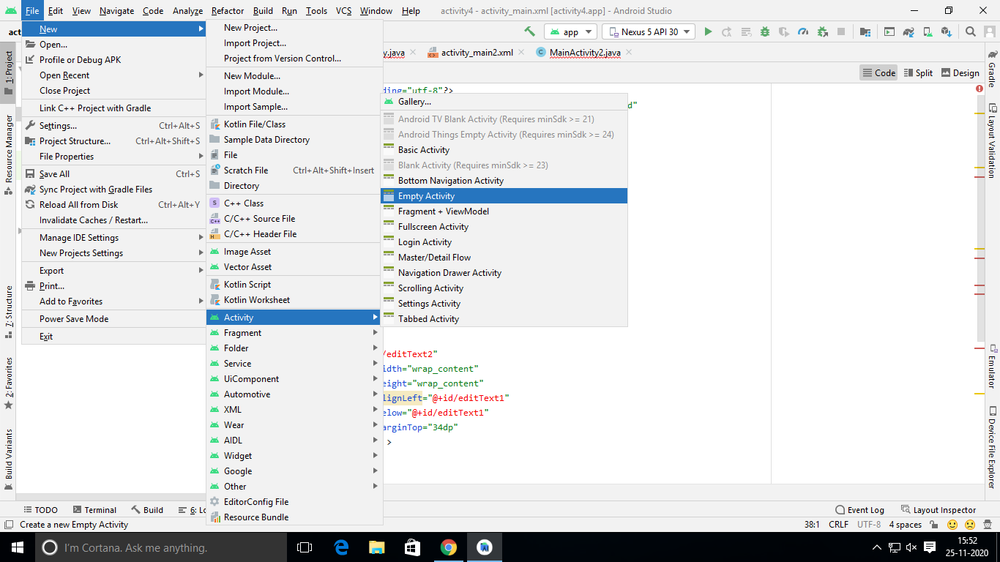 File Edit View Navigate Code Analyze Refactor Build Run Tools VCS Window Help activity4 - activity_main.xml [activity4.app] - Android Studio
act
app
Nexus 5 API 30
y.java
activity_main2.xml
MainActivity2.java
Code
Split
Design
New
Open...
Profile or Debug APK
Open Recent
Close Project
Link C++ Project with Gradle
Settings... Ctrl+Alt+S
Project Structure... Ctrl+Alt+Shift+S
File Properties
Save All Ctrl+S
Sync Project with Gradle Files
Reload All from Disk Ctrl+Alt+Y
Invalidate Caches / Restart...
Manage IDE Settings
New Projects Settings
Export
Print...
Add to Favorites
Power Save Mode
Exit
New Project...
Import Project...
Project from Version Control...
New Module...
Import Module...
Import Sample...
Kotlin File/Class
Sample Data Directory
File
Scratch File Ctrl+Alt+Shift+Insert
Directory
C++ Class
C/C++ Source File
C/C++ Header File
Image Asset
Vector Asset
Kotlin Script
Kotlin Worksheet
Activity
Fragment
Folder
Service
UiComponent
Automotive
XML
Wear
AIDL
Widget
Google
Other
EditorConfig File
Resource Bundle
Gallery...
Android TV Blank Activity (Requires minSdk >= 21)
Android Things Empty Activity (Requires minSdk >= 24)
Basic Activity
Blank Activity (Requires minSdk >= 23)
Bottom Navigation Activity
Empty Activity
Fragment + ViewModel
Fullscreen Activity
Login Activity
Master/Detail Flow
Navigation Drawer Activity
Scrolling Activity
Settings Activity
Tabbed Activity
ding="utf-8"?>
d"
/editText2"
idth="wrap_content"
eight="wrap_content"
lignLeft="@+id/editText1"
elow="@+id/editText1"
arginTop="34dp"
>
1: Project
Resource Manager
7: Structure
2: Favorites
Build Variants
Gradle
Layout Validation
Emulator
Device File Explorer
TODO
Terminal
Build
6: Lo
Event Log
Layout Inspector
Create a new Empty Activity
38:1 CRLF UTF-8 4 spaces
I'm Cortana. Ask me anything.
15:52
25-11-2020